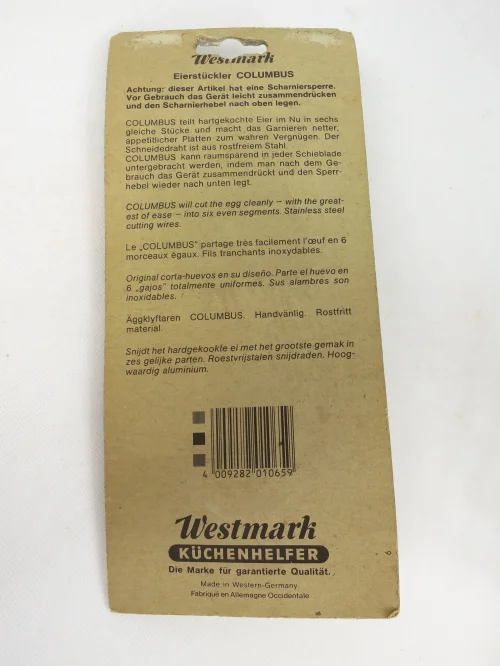 Westmark
Eierstückler COLUMBUS
Achtung: dieser Artikel hat eine Scharniersperre.
Vor Gebrauch das Gerät leicht zusammendrücken
und den Scharnierhebel nach oben legen.
COLUMBUS teilt hartgekochte Eier im Nu in sechs
gleiche Stücke und macht das Garnieren netter,
appetitlicher Platten zum wahren Vergnügen. Der
Schneidedraht ist aus rostfreiem Stahl.
COLUMBUS kann raumsparend in jeder Schieblade
untergebracht werden, indem man nach dem Ge-
brauch das Gerät zusammendrückt und den Sperr-
hebel wieder nach unten legt.
COLUMBUS will cut the egg cleanly – with the great-
est of ease – into six even segments. Stainless steel
cutting wires.
Le „COLUMBUS” partage très facilement l'œuf en 6
morceaux égaux. Fils tranchants inoxydables.
Original corta-huevos en su diseño. Parte el huevo en
6 „gajos” totalmente uniformes. Sus alambres son
inoxidables.
Äggklyftaren COLUMBUS. Handvänlig. Rostfritt
material
Snijdt het hardgekookte ei met het grootste gemak in
zes gelijke parten. Roestvrijstalen snijdraden. Hoog-
waardig aluminium.
4 009282 010659
Westmark
KÜCHENHELFER
Die Marke für garantierte Qualität.
Made in Western-Germany
Fabriqué en Allemagne Occidentale